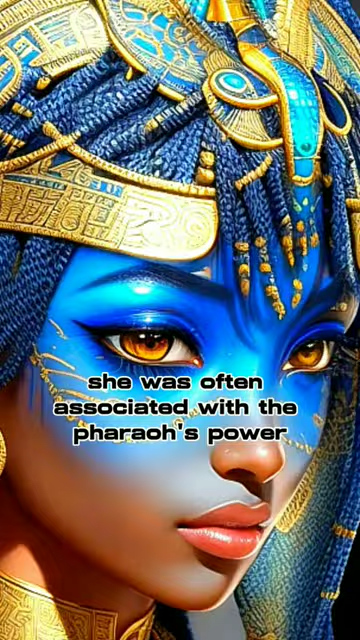 she was often
associated with the
pharaoh's power